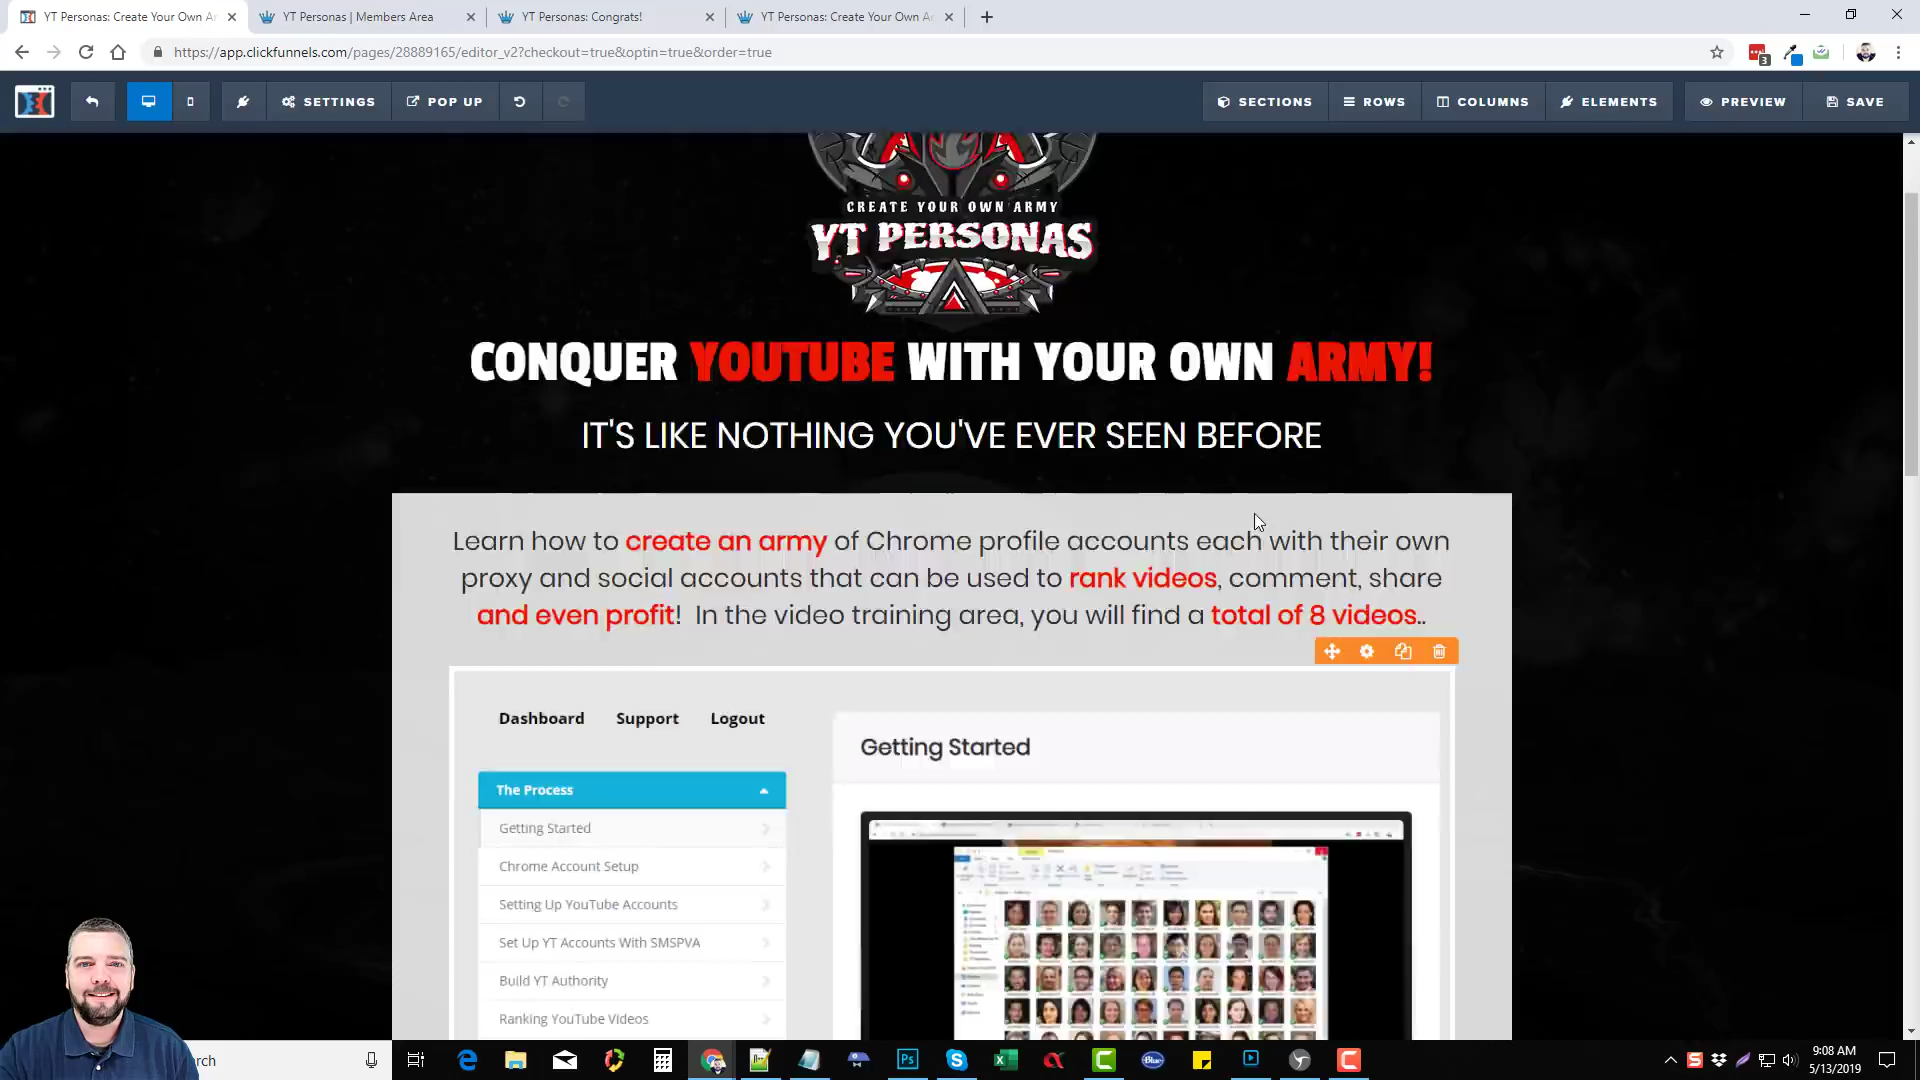 YT Personas: Create Your Own Ar
YT Personas | Members Area
YT Personas: Congrats!
YT Personas: Create Your Own Ar
https://app.clickfunnels.com/pages/28889165/editor_v2?checkout=true&optin=true&order=true
3
SETTINGS
POP UP
SECTIONS
ROWS
COLUMNS
ELEMENTS
PREVIEW
SAVE
CREATE YOUR OWN ARMY
YT PERSONAS
CONQUER YOUTUBE WITH YOUR OWN ARMY!
IT'S LIKE NOTHING YOU'VE EVER SEEN BEFORE
Learn how to create an army of Chrome profile accounts each with their own
proxy and social accounts that can be used to rank videos, comment, share
and even profit! In the video training area, you will find a total of 8 videos..
Dashboard Support Logout
Getting Started
The Process
Getting Started
Chrome Account Setup
Setting Up YouTube Accounts
Set Up YT Accounts With SMSPVA
Build YT Authority
Ranking YouTube Videos
rch
Ps
Blue
9:08 AM
5/13/2019